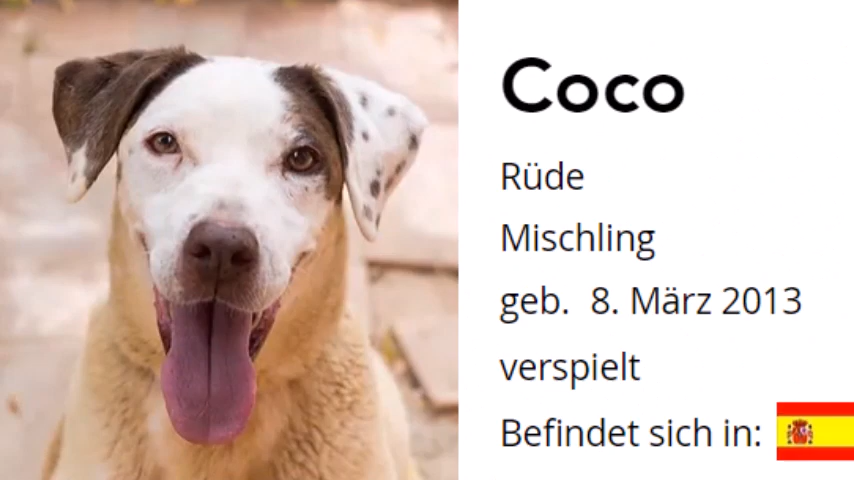 Coco
Rüde
Mischling
geb. 8. März 2013
verspielt
Befindet sich in: